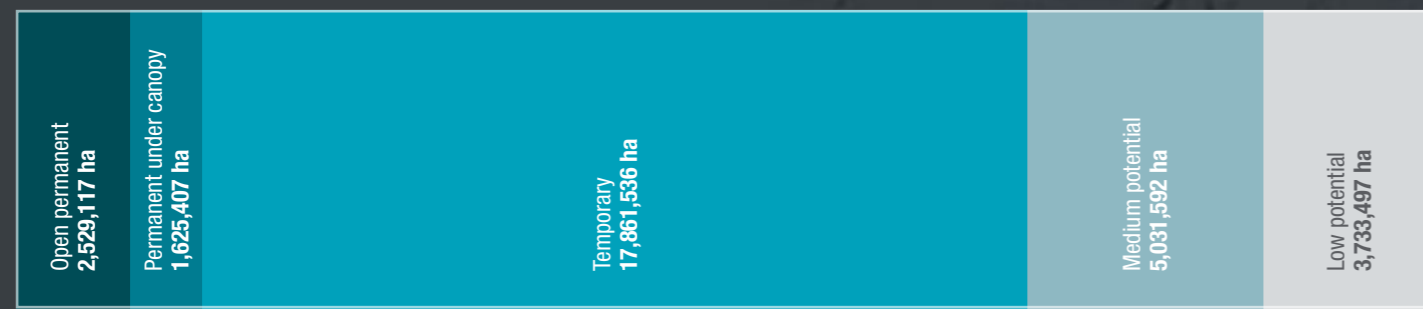 Open permanent
2,529,117 ha
Permanent under canopy
1,625,407 ha
Temporary
17,861,536 ha
Medium potential
5,031,592 ha
Low potential
3,733,497 ha